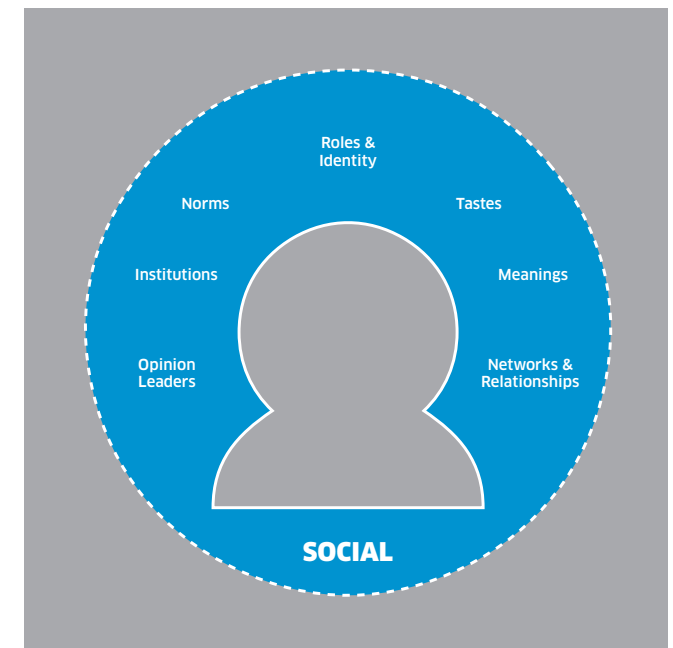 Roles &
Identity
Norms
Tastes
Institutions
Meanings
Opinion
Leaders
Networks &
Relationships
SOCIAL